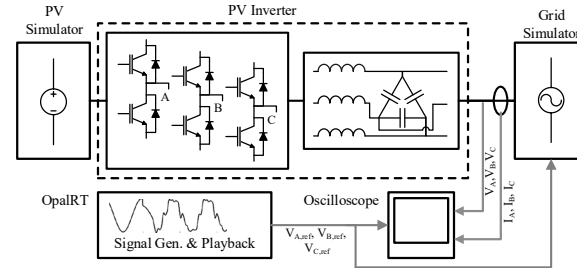 PV Inverter
PV
Simulator
Grid
Simulator
A
B
C
OpalRT
Oscilloscope
V_A,V_B,V_C
I_A, I_B, I_C
Signal Gen. & Playback
V_A,ref, V_B,ref,
V_C,ref